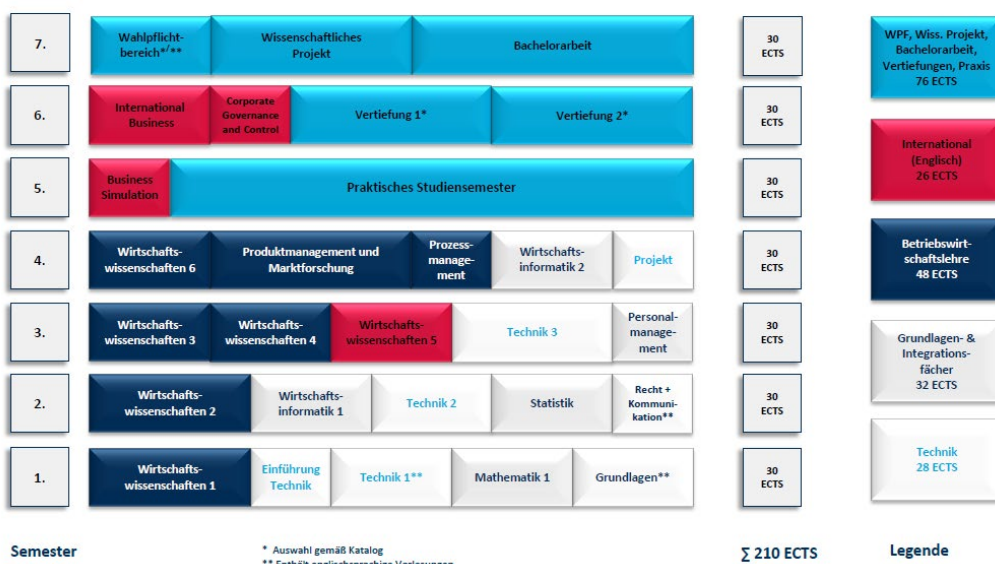 7.
Wahlpflicht-
bereich*/**
Wissenschaftliches
Projekt
Bachelorarbeit
30
ECTS
6.
International
Business
Corporate
Governance
and Control
Vertiefung 1*
Vertiefung 2*
30
ECTS
5.
Business
Simulation
Praktisches Studiensemester
30
ECTS
4.
Wirtschafts-
wissenschaften 6
Produktmanagement und
Marktforschung
Prozess-
manage-
ment
Wirtschafts-
informatik 2
Projekt
30
ECTS
3.
Wirtschafts-
wissenschaften 3
Wirtschafts-
wissenschaften 4
Wirtschafts-
wissenschaften 5
Technik 3
Personal-
manage-
ment
30
ECTS
2.
Wirtschafts-
wissenschaften 2
Wirtschafts-
informatik 1
Technik 2
Statistik
Recht +
Kommuni-
kation**
30
ECTS
1.
Wirtschafts-
wissenschaften 1
Einführung
Technik
Technik 1**
Mathematik 1
Grundlagen**
30
ECTS
WPF, Wiss. Projekt,
Bachelorarbeit,
Vertiefungen, Praxis
76 ECTS
International
(Englisch)
26 ECTS
Betriebswirt-
schaftslehre
48 ECTS
Grundlagen- &
Integrations-
fächer
32 ECTS
Technik
28 ECTS
Semester
* Auswahl gemäß Katalog
** Enthält englischsprachige Vorlesungen
∑ 210 ECTS
Legende